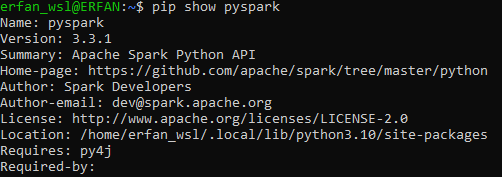 erfan_wsl@ERFAN:~$ pip show pyspark
Name: pyspark
Version: 3.3.1
Summary: Apache Spark Python API
Home-page: https://github.com/apache/spark/tree/master/python
Author: Spark Developers
Author-email: dev@spark.apache.org
License: http://www.apache.org/licenses/LICENSE-2.0
Location: /home/erfan_wsl/.local/lib/python3.10/site-packages
Requires: py4j
Required-by: